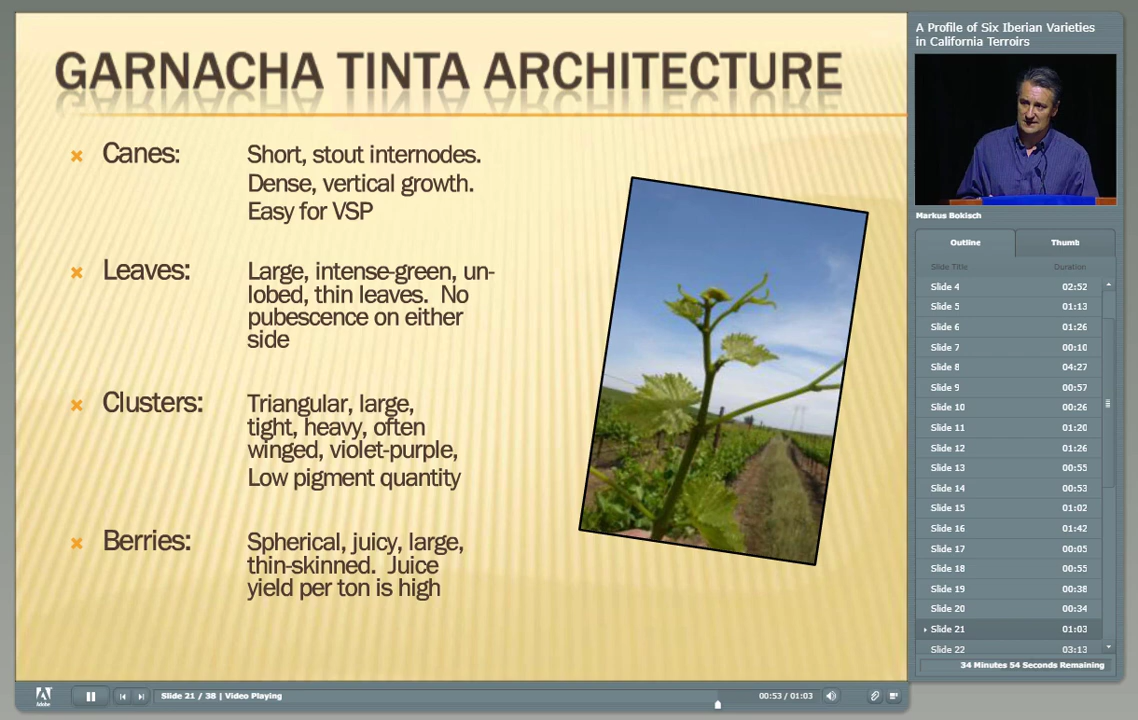 GARNACHA TINTA ARCHITECTURE
Canes: Short, stout internodes.
Dense, vertical growth.
Easy for VSP
Leaves: Large, intense-green, un-
lobed, thin leaves. No
pubescence on either
side
Clusters: Triangular, large,
tight, heavy, often
winged, violet-purple,
Low pigment quantity
Berries: Spherical, juicy, large,
thin-skinned. Juice
yield per ton is high
A Profile of Six Iberian Varieties
in California Terroirs
Markus Bokisch
Outline Thumb
Slide Title Duration
Slide 4 02:52
Slide 5 01:13
Slide 6 01:26
Slide 7 00:10
Slide 8 04:27
Slide 9 00:57
Slide 10 00:26
Slide 11 01:20
Slide 12 01:26
Slide 13 00:55
Slide 14 00:53
Slide 15 01:02
Slide 16 01:42
Slide 17 00:05
Slide 18 00:55
Slide 19 00:38
Slide 20 00:34
Slide 21 01:03
Slide 22 03:13
34 Minutes 54 Seconds Remaining
Adobe
Slide 21 / 38 | Video Playing
00:53 / 01:03